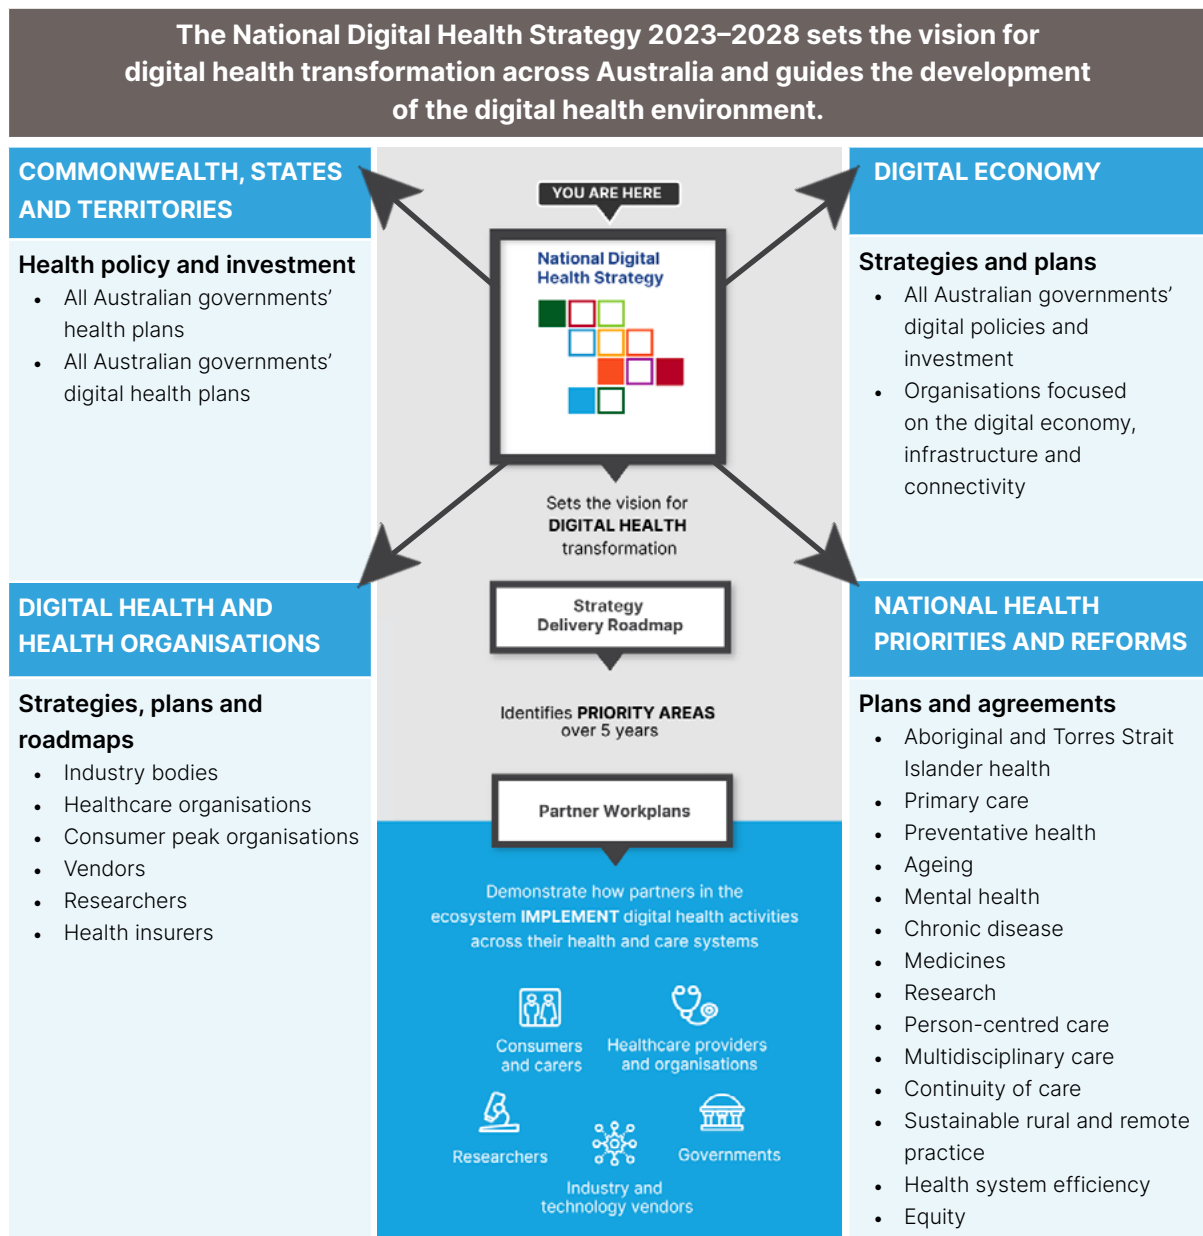 The National Digital Health Strategy 2023–2028 sets the vision for
digital health transformation across Australia and guides the development
of the digital health environment.
COMMONWEALTH, STATES
AND TERRITORIES
Health policy and investment
• All Australian governments’
health plans
• All Australian governments’
digital health plans
DIGITAL HEALTH AND
HEALTH ORGANISATIONS
Strategies, plans and
roadmaps
• Industry bodies
• Healthcare organisations
• Consumer peak organisations
• Vendors
• Researchers
• Health insurers
YOU ARE HERE
National Digital
Health Strategy
Sets the vision for
DIGITAL HEALTH
transformation
Strategy
Delivery Roadmap
Identifies PRIORITY AREAS
over 5 years
Partner Workplans
Demonstrate how partners in the
ecosystem IMPLEMENT digital health activities
across their health and care systems
Consumers
and carers
Healthcare providers
and organisations
Researchers
Industry and
technology vendors
Governments
DIGITAL ECONOMY
Strategies and plans
• All Australian governments’
digital policies and
investment
• Organisations focused
on the digital economy,
infrastructure and
connectivity
NATIONAL HEALTH
PRIORITIES AND REFORMS
Plans and agreements
• Aboriginal and Torres Strait
Islander health
• Primary care
• Preventative health
• Ageing
• Mental health
• Chronic disease
• Medicines
• Research
• Person-centred care
• Multidisciplinary care
• Continuity of care
• Sustainable rural and remote
practice
• Health system efficiency
• Equity